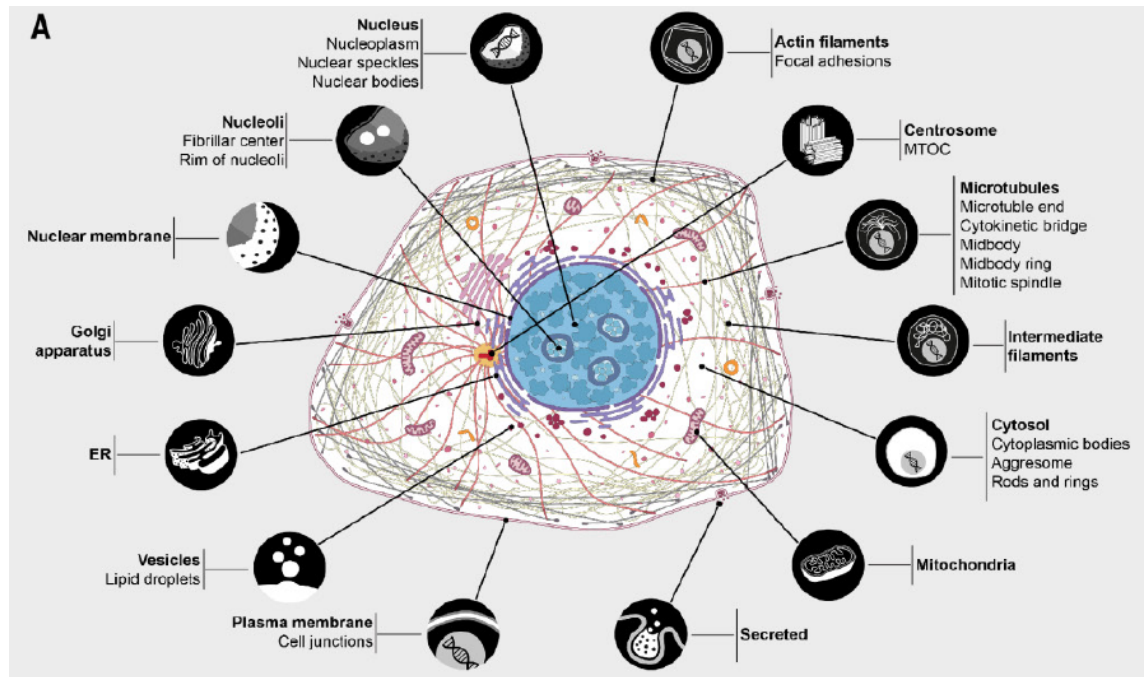 A
Nucleus
Nucleoplasm
Nuclear speckles
Nuclear bodies
Actin filaments
Focal adhesions
Nucleoli
Fibrillar center
Rim of nucleoli
Centrosome
MTOC
Nuclear membrane
Microtubules
Microtuble end
Cytokinetic bridge
Midbody
Midbody ring
Mitotic spindle
Golgi
apparatus
Intermediate
filaments
ER
Cytosol
Cytoplasmic bodies
Aggresome
Rods and rings
Vesicles
Lipid droplets
Mitochondria
Plasma membrane
Cell junctions
Secreted